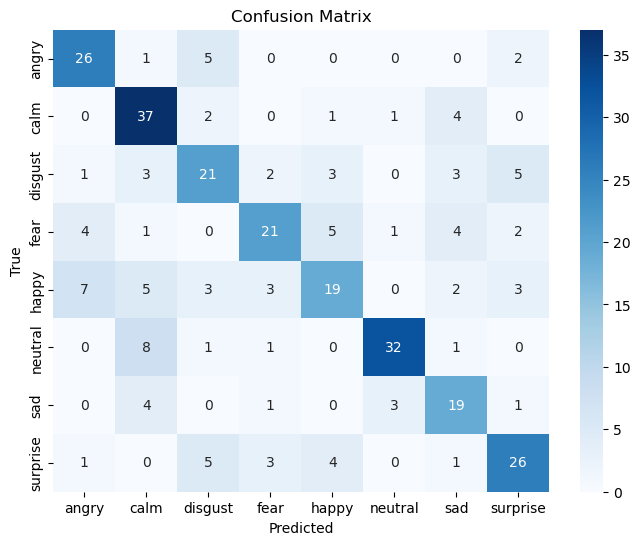 Confusion Matrix
angry 26 1 5 0 0 0 0 2
calm 0 37 2 0 1 1 4 0
disgust 1 3 21 2 3 0 3 5
fear 4 1 0 21 5 1 4 2
happy 7 5 3 3 19 0 2 3
neutral 0 8 1 1 0 32 1 0
sad 0 4 0 1 0 3 19 1
surprise 1 0 5 3 4 0 1 26
angry calm disgust fear happy neutral sad surprise
Predicted
True
35
30
25
20
15
10
5
0